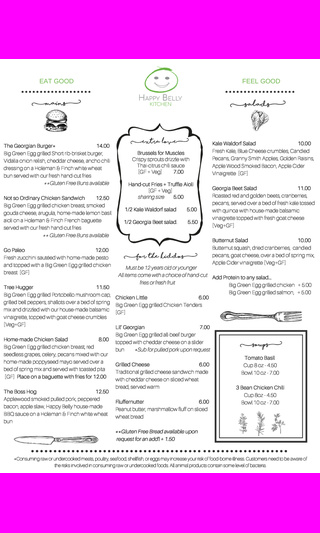 EAT GOOD
mains
The Georgian Burger+ 14.00
Big Green Egg grilled Short rib brisket burger,
Vidalia onion relish, cheddar cheese, ancho chili
dressing on a Holeman & Finch white wheat
bun served with our fresh hand cut fries
++Gluten Free Buns available
Not so Ordinary Chicken Sandwich 12.50
Big Green Egg grilled chicken breast, smoked
gouda cheese, arugula, home-made lemon basil
aioli on a Holeman & Finch French baguette
served with our fresh hand cut fries
++ Gluten Free Buns available
Go Paleo 12.00
Fresh zucchini sauteed with home-made pesto
and topped with a Big Green Egg grilled chicken
breast [GF]
Tree Hugger 11.50
Big Green Egg grilled Portobello mushroom cap,
grilled bell peppers, shallots over a bed of spring
mix and drizzled with our house made balsamic
vinaigrette, topped with goat cheese crumbles
[Veg+GF]
Home-made Chicken Salad 8.00
Big Green Egg grilled chicken breast, red
seedless grapes, celery, pecans mixed with our
home made poppyseed mayo served over a
bed of spring mix and served with toasted pita
[GF] Place on a baguette with fries for 12.00
The Boss Hog 12.50
Applewood smoked pulled pork, peppered
bacon, apple slaw, Happy Belly house-made
BBQ sauce on a Holeman & Finch white wheat
bun
HAPPY BELLY
KITCHEN
extra love
Brussels for Muscles
Crispy sprouts drizzle with
Thai-citrus chili sauce
[GF + Veg] 7.00
Hand-cut Fries + Truffle Aioli
sharing size 5.00
[GF + Veg]
1/2 Kale Waldorf salad 5.00
1/2 Georgia Beet salad 5.50
for the kiddos
Must be 12 years old or younger
All items come with a choice of hand-cut
fries or fresh fruit
Chicken Little 6.00
Big Green Egg grilled Chicken Tenders
[GF]
Lil' Georgian 7.00
Big Green Egg grilled all-beef burger
topped with cheddar cheese on a slider
bun +Sub for pulled pork upon request
Grilled Cheese 6.00
Traditional grilled cheese sandwich made
with cheddar cheese on sliced wheat
bread, served warm
Fluffernutter 6.00
Peanut butter, marshmallow fluff on sliced
wheat bread
++Gluten Free Bread available upon
request for an addt'l + 1.50
FEEL GOOD
salads
Kale Waldorf Salad 10.00
Fresh Kale, Blue Cheese crumbles, Candied
Pecans, Granny Smith Apples, Golden Raisins,
Apple Wood Smoked Bacon, Apple Cider
Vinaigrette [GF]
Georgia Beet Salad 11.00
Roasted red and golden beets, cranberries,
pecans, served over a bed of fresh kale tossed
with quinoa with house made balsamic
vinaigrette topped with fresh goat cheese
[Veg+GF]
Butternut Salad 10.00
Butternut squash, dried cranberries, candied
pecans, goat cheese, over a bed of spring mix,
Apple Cider vinaigrette [Veg+GF]
Add Protein to any salad...
Big Green Egg grilled chicken + 5.00
Big Green Egg grilled salmon, + 5.00
soups
Tomato Basil
Cup 8oz - 4.50
Bowl 10oz - 7.00
3 Bean Chicken Chili
Cup 8oz - 4.50
Bowl 10oz - 7.00
+Consuming raw or undercooked meats, poultry, seafood, shellfish, or eggs may increase your risk of food-borne illness. Customers need to be aware of
the risks involved in consuming raw or undercooked foods. All animal products contain some level of bacteria.